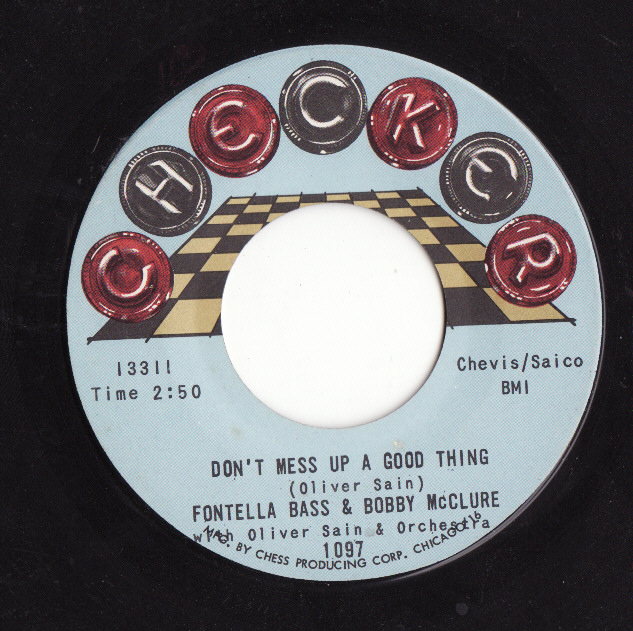 CHECKER
13311
Time 2:50
Chevis/Saico
BMI
DON'T MESS UP A GOOD THING
(Oliver Sain)
FONTELLA BASS & BOBBY McCLURE
with Oliver Sain & Orchestra
1097
MFG. BY CHESS PRODUCING CORP. CHICAGO 16